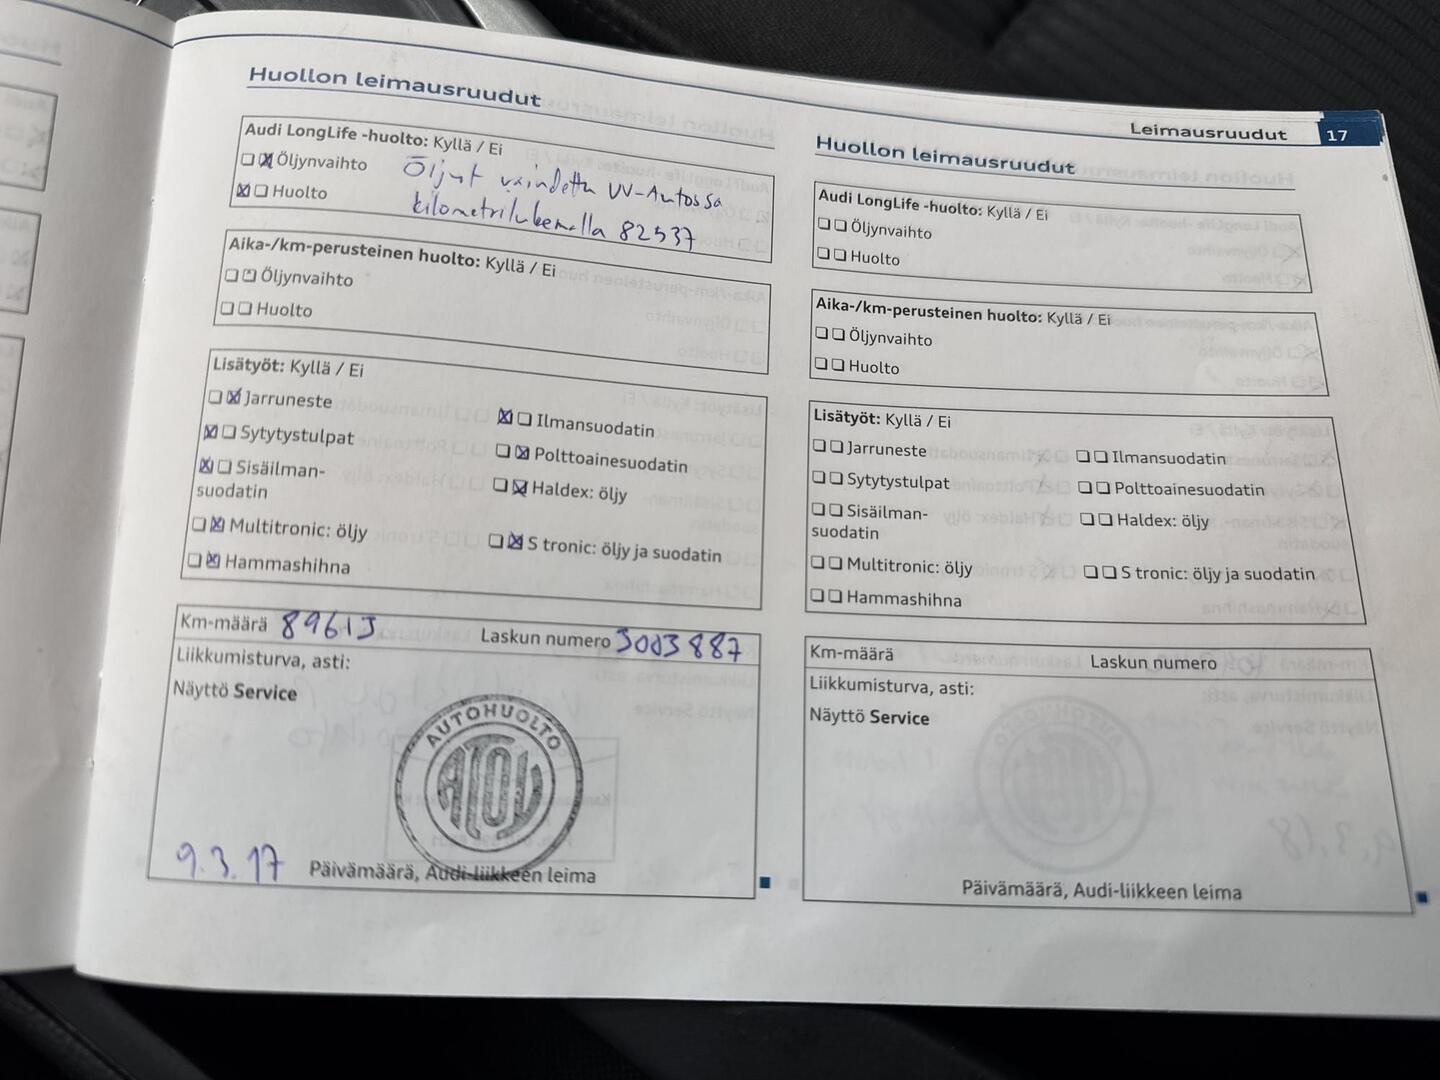 Huollon leimausruudut
Audi LongLife -huolto: Kyllä / Ei
Öljynvaihto
Huolto
Öljyt vaihdettu VV-Autossa
kilometrilukemalla 82537
Aika-/km-perusteinen huolto: Kyllä / Ei
Öljynvaihto
Huolto
Lisätyöt: Kyllä / Ei
Jarruneste
Ilmansuodatin
Sytytystulpat
Polttoainesuodatin
Sisäilman-
suodatin
Haldex: öljy
Multitronic: öljy
S tronic: öljy ja suodatin
Hammashihna
Km-määrä
Laskun numero 3003887
Liikkumisturva, asti:
Näyttö Service
AUTOHUOLTO
ATOY
9.3.17
Päivämäärä, Audi-liikkeen leima
Leimausruudut 17
Huollon leimausruudut
Audi LongLife -huolto: Kyllä / Ei
Öljynvaihto
Huolto
Aika-/km-perusteinen huolto: Kyllä / Ei
Öljynvaihto
Huolto
Lisätyöt: Kyllä / Ei
Jarruneste
Ilmansuodatin
Sytytystulpat
Polttoainesuodatin
Sisäilman-
suodatin
Haldex: öljy
Multitronic: öljy
S tronic: öljy ja suodatin
Hammashihna
Km-määrä
Laskun numero
Liikkumisturva, asti:
Näyttö Service
Päivämäärä, Audi-liikkeen leima